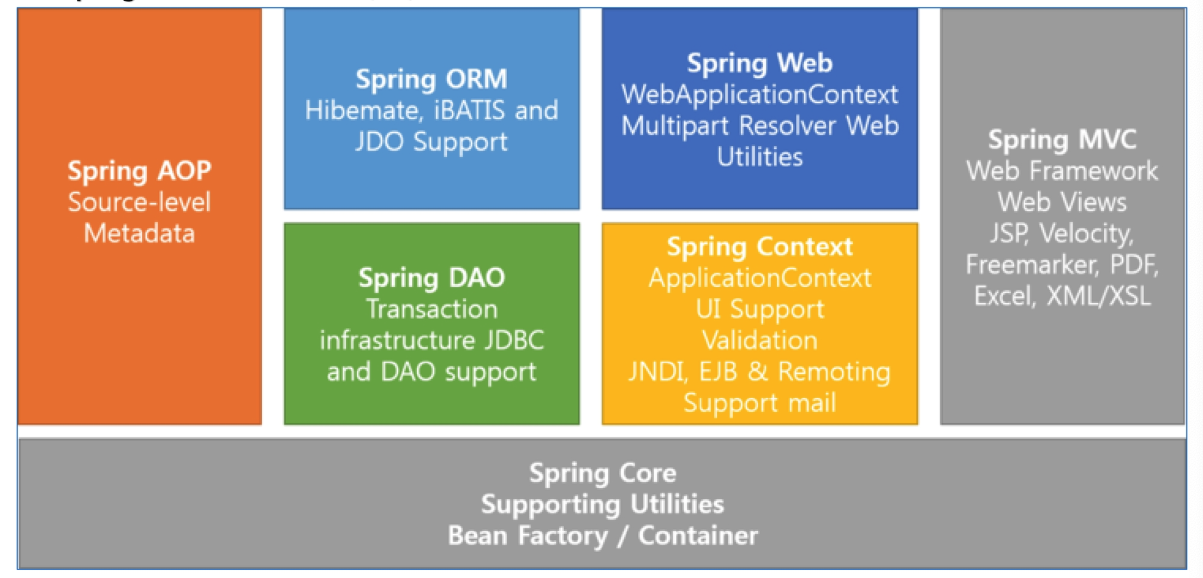 Spring AOP
Source-level
Metadata
Spring ORM
Hibemate, iBATIS and
JDO Support
Spring DAO
Transaction
infrastructure JDBC
and DAO support
Spring Web
WebApplicationContext
Multipart Resolver Web
Utilities
Spring Context
ApplicationContext
UI Support
Validation
JNDI, EJB & Remoting
Support mail
Spring MVC
Web Framework
Web Views
JSP, Velocity,
Freemarker, PDF,
Excel, XML/XSL
Spring Core
Supporting Utilities
Bean Factory / Container